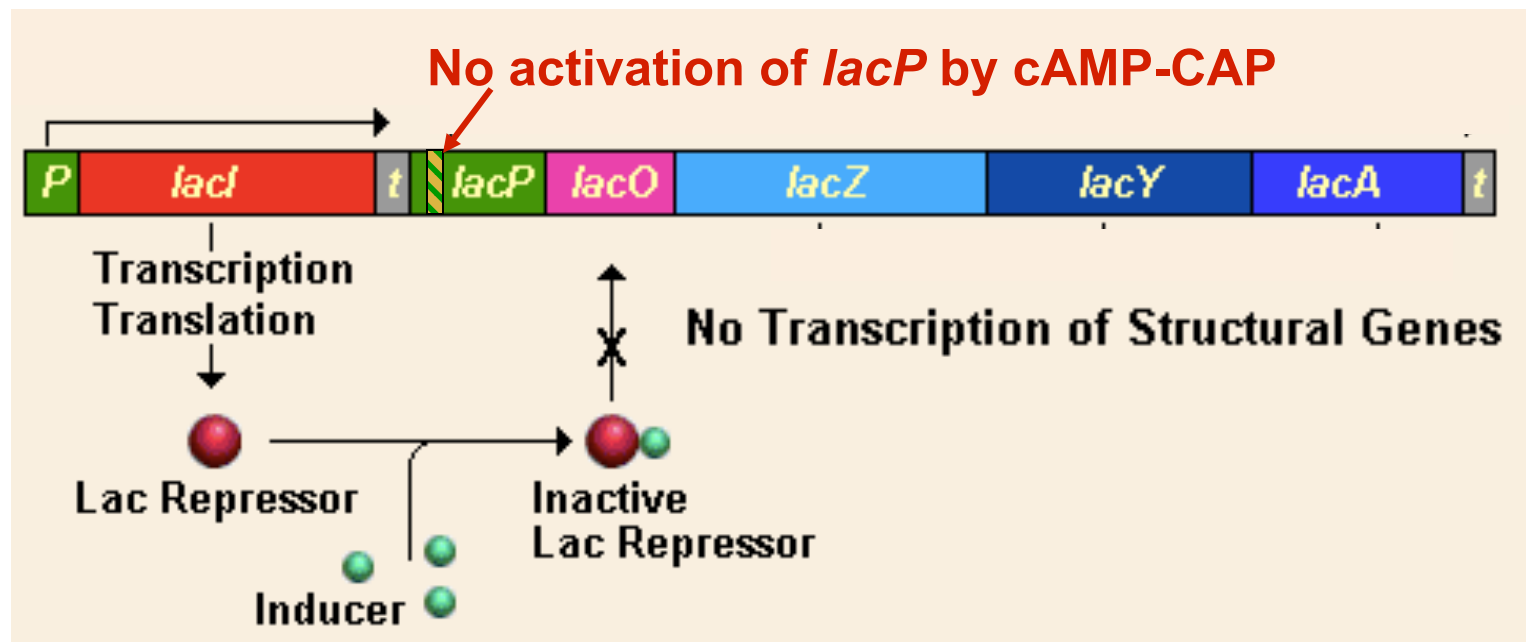 No activation of lacP by cAMP-CAP
P lacI t lacP lacO lacZ lacY lacA t
Transcription
Translation
No Transcription of Structural Genes
X
Lac Repressor
Inactive
Lac Repressor
Inducer